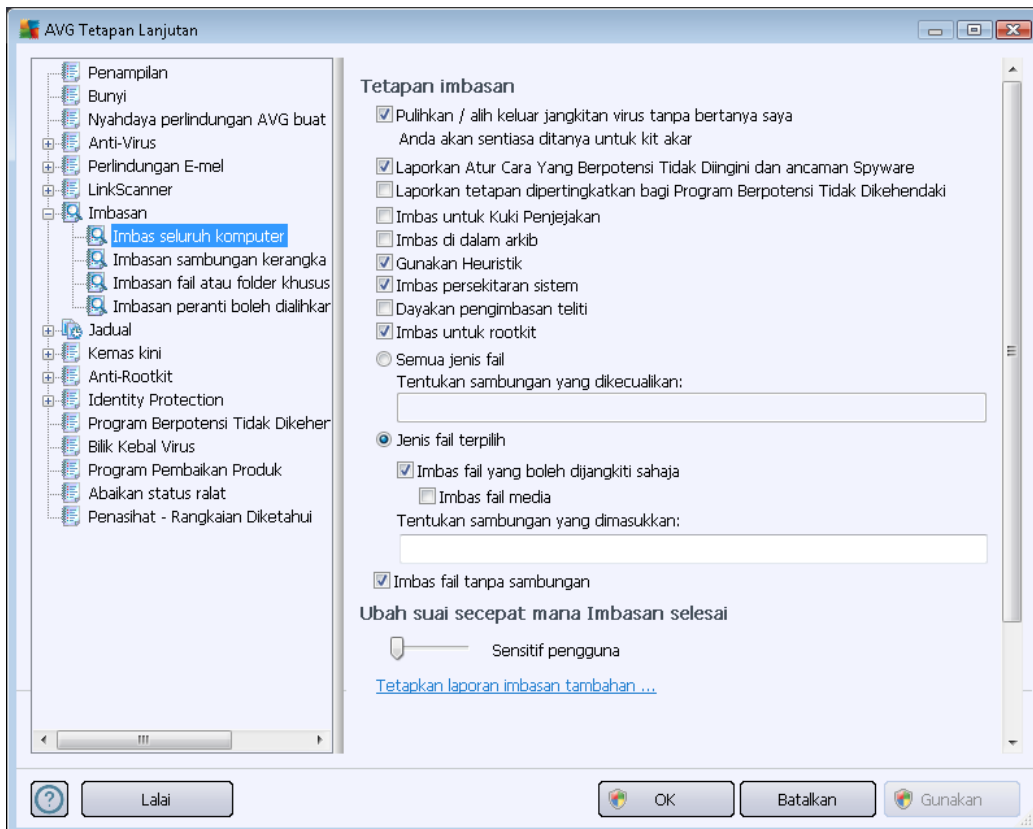 AVG Tetapan Lanjutan
Penampilan
Bunyi
Nyahdaya perlindungan AVG buat
Anti-Virus
Perlindungan E-mel
LinkScanner
Imbasan
Imbas seluruh komputer
Imbasan sambungan kerangka
Imbasan fail atau folder khusus
Imbasan peranti boleh dialihkan
Jadual
Kemas kini
Anti-Rootkit
Identity Protection
Program Berpotensi Tidak Dikeher
Bilik Kebal Virus
Program Pembaikan Produk
Abaikan status ralat
Penasihat - Rangkaian Diketahui
Tetapan imbasan
Pulihkan / alih keluar jangkitan virus tanpa bertanya saya
Anda akan sentiasa ditanya untuk kit akar
Laporkan Atur Cara Yang Berpotensi Tidak Diingini dan ancaman Spyware
Laporkan tetapan dipertingkatkan bagi Program Berpotensi Tidak Dikehendaki
Imbas untuk Kuki Penjejakan
Imbas di dalam arkib
Gunakan Heuristik
Imbas persekitaran sistem
Dayakan pengimbasan teliti
Imbas untuk rootkit
Semua jenis fail
Tentukan sambungan yang dikecualikan:
Jenis fail terpilih
Imbas fail yang boleh dijangkiti sahaja
Imbas fail media
Tentukan sambungan yang dimasukkan:
Imbas fail tanpa sambungan
Ubah suai secepat mana Imbasan selesai
Sensitif pengguna
Tetapkan laporan imbasan tambahan ...
Lalai
OK
Batalkan
Gunakan